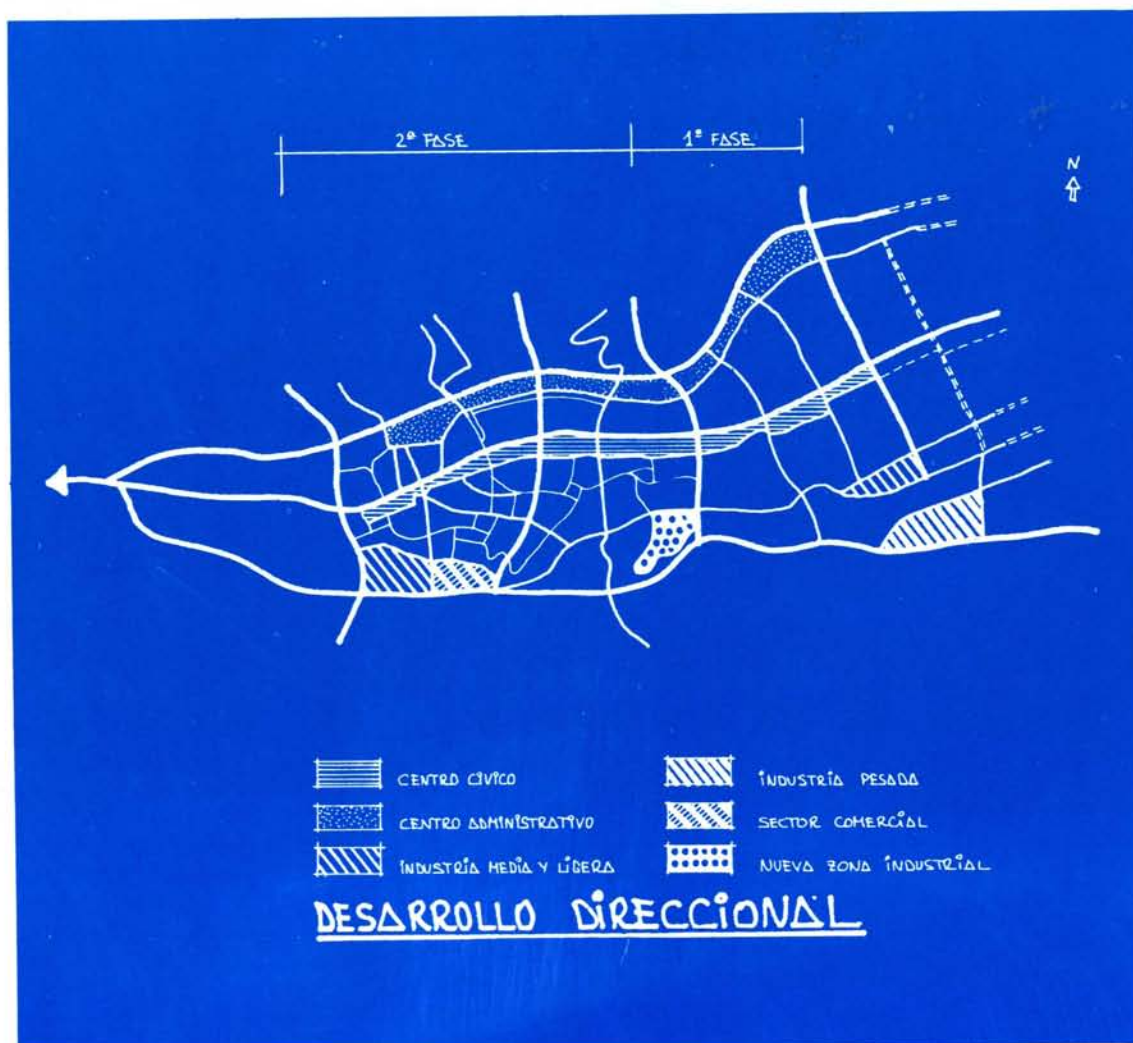 2ª FASE
1ª FASE
N
CENTRO CIVICO
CENTRO ADMINISTRATIVO
INDUSTRIA MEDIA Y LIGERA
INDUSTRIA PESADA
SECTOR COMERCIAL
NUEVA ZONA INDUSTRIAL
DESARROLLO DIRECCIONAL